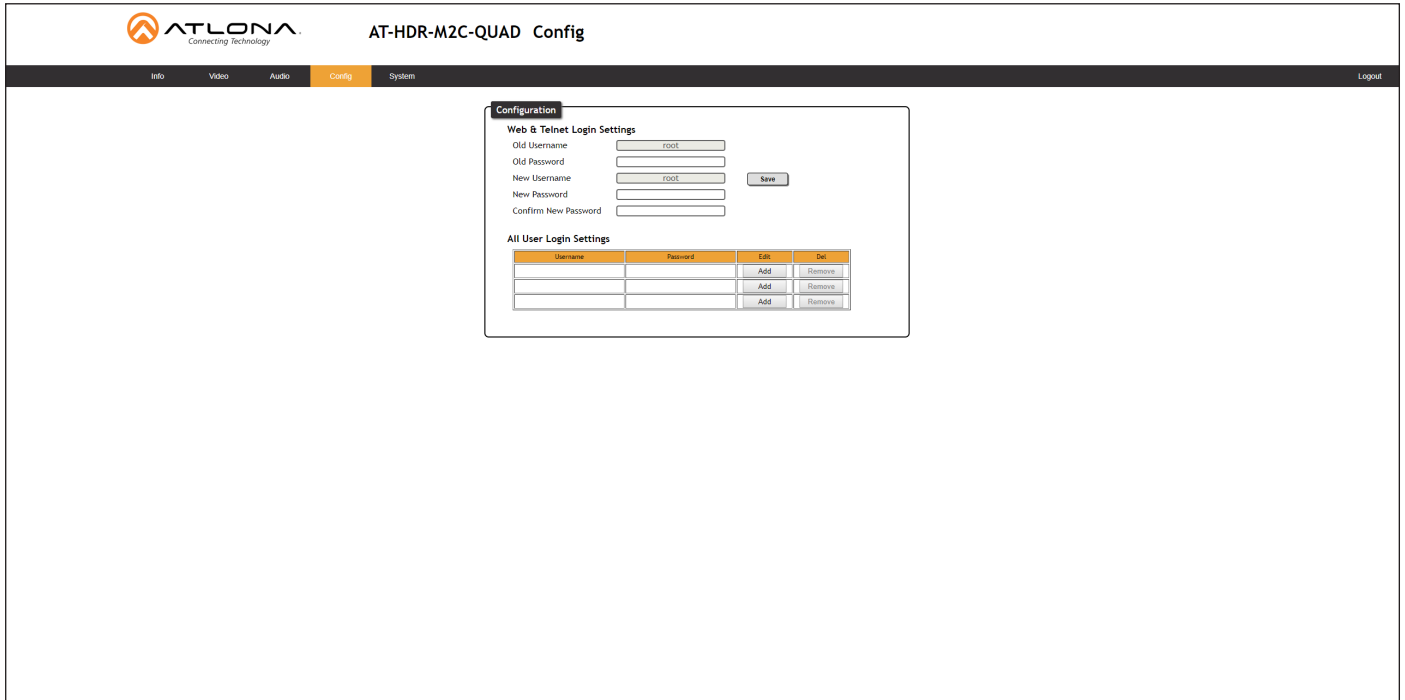 ATLONA.
Connecting Technology
AT-HDR-M2C-QUAD Config
Info Video Audio Config System Logout
Configuration
Web & Telnet Login Settings
Old Username root
Old Password
New Username root Save
New Password
Confirm New Password
All User Login Settings
Username Password Edit Del
Add Remove
Add Remove
Add Remove